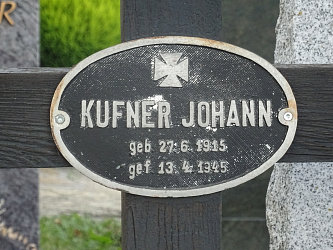 KUFNER JOHANN
geb 27.6.1915
gef 13.4.1945